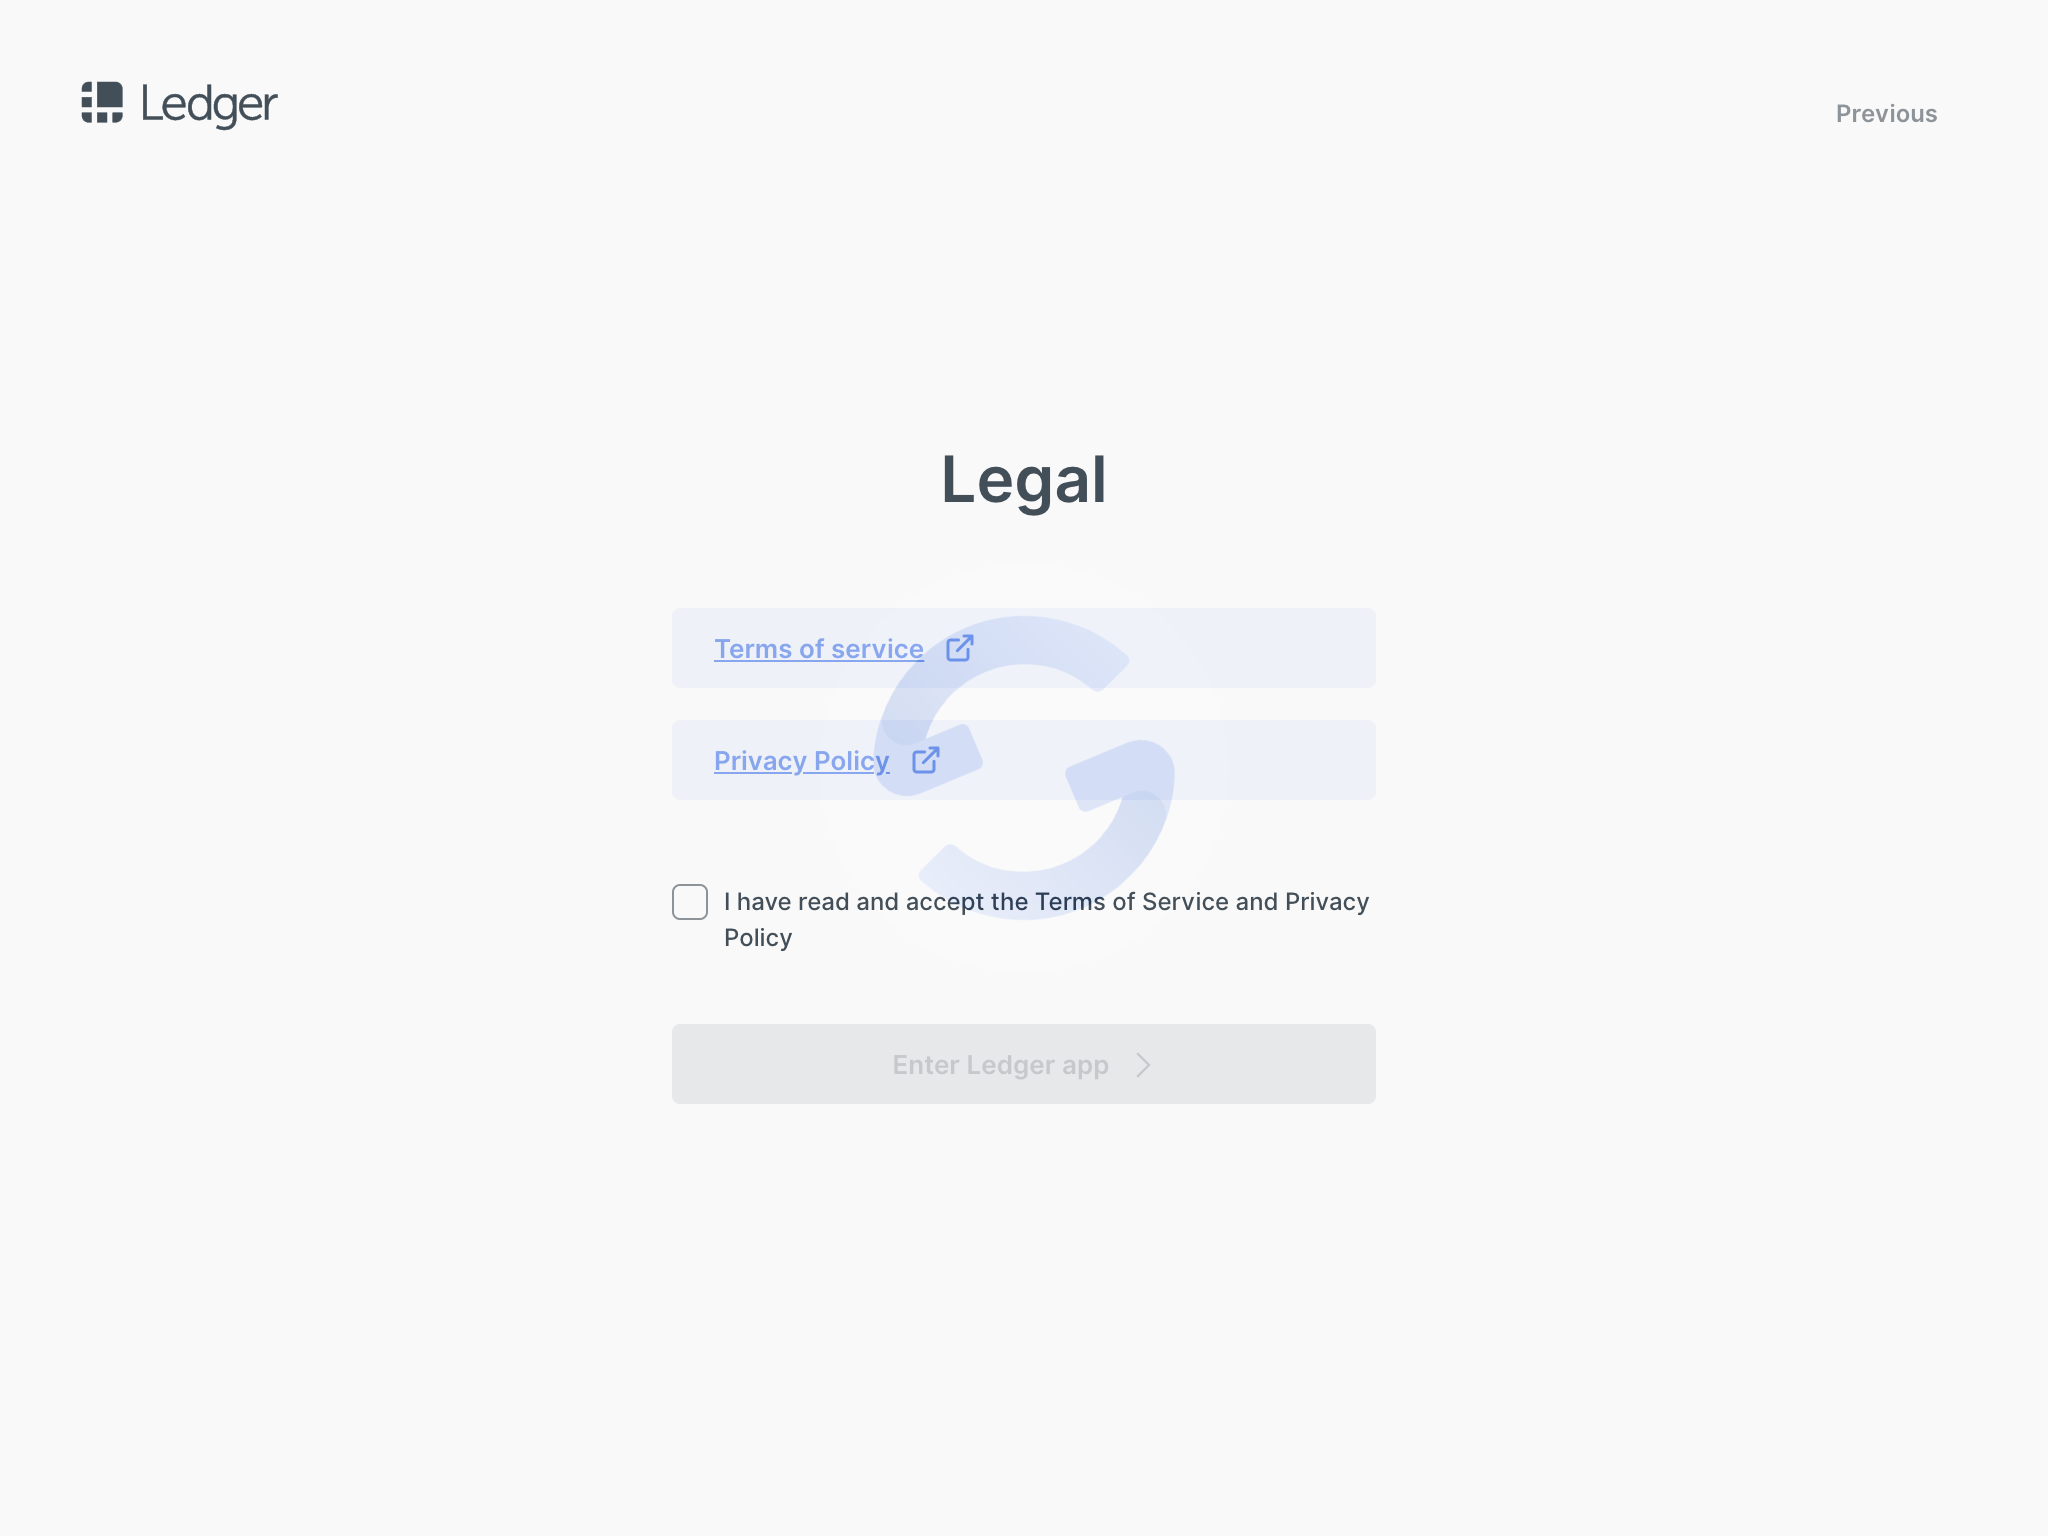 Ledger
Previous
Legal
Terms of service
Privacy Policy
I have read and accept the Terms of Service and Privacy
Policy
Enter Ledger app